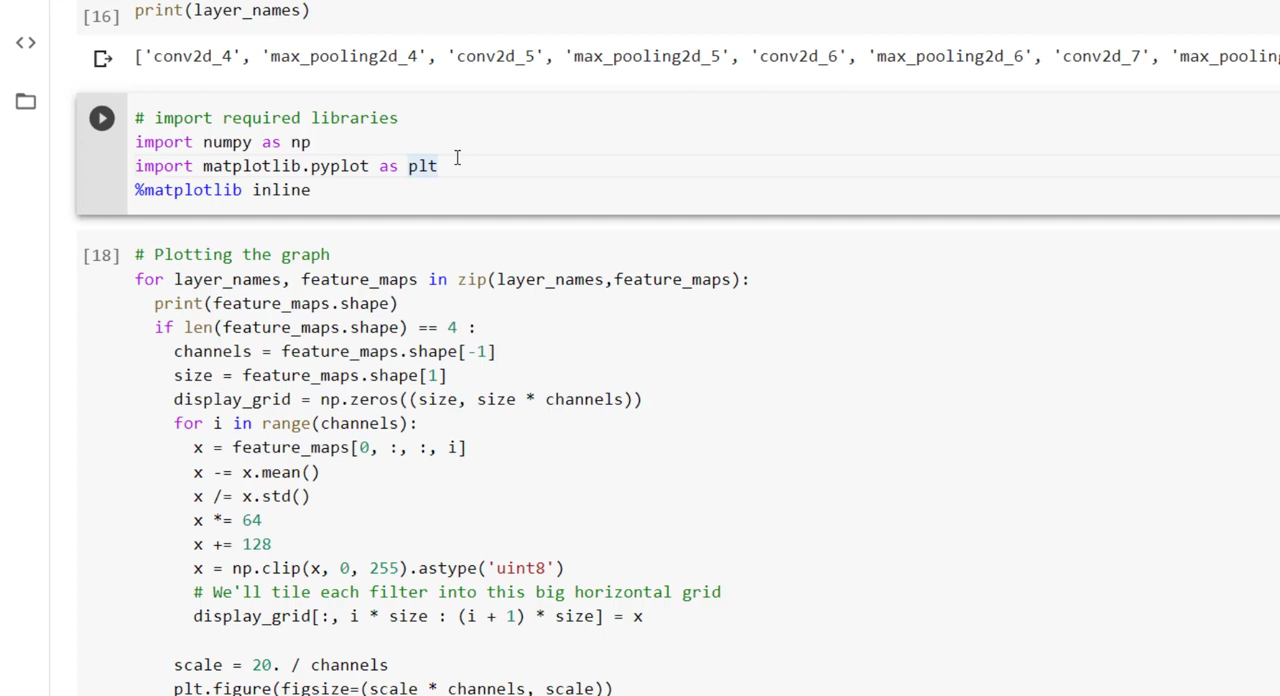 [16] print(layer_names)
['conv2d_4', 'max_pooling2d_4', 'conv2d_5', 'max_pooling2d_5', 'conv2d_6', 'max_pooling2d_6', 'conv2d_7', 'max_pooling
# import required libraries
import numpy as np
import matplotlib.pyplot as plt
%matplotlib inline
[18] # Plotting the graph
for layer_names, feature_maps in zip(layer_names,feature_maps):
print(feature_maps.shape)
if len(feature_maps.shape) == 4 :
channels = feature_maps.shape[-1]
size = feature_maps.shape[1]
display_grid = np.zeros((size, size * channels))
for i in range(channels):
x = feature_maps[0, :, :, i]
x -= x.mean()
x /= x.std()
x *= 64
x += 128
x = np.clip(x, 0, 255).astype('uint8')
# We'll tile each filter into this big horizontal grid
display_grid[:, i * size : (i + 1) * size] = x
scale = 20. / channels
plt.figure(figsize=(scale * channels, scale))